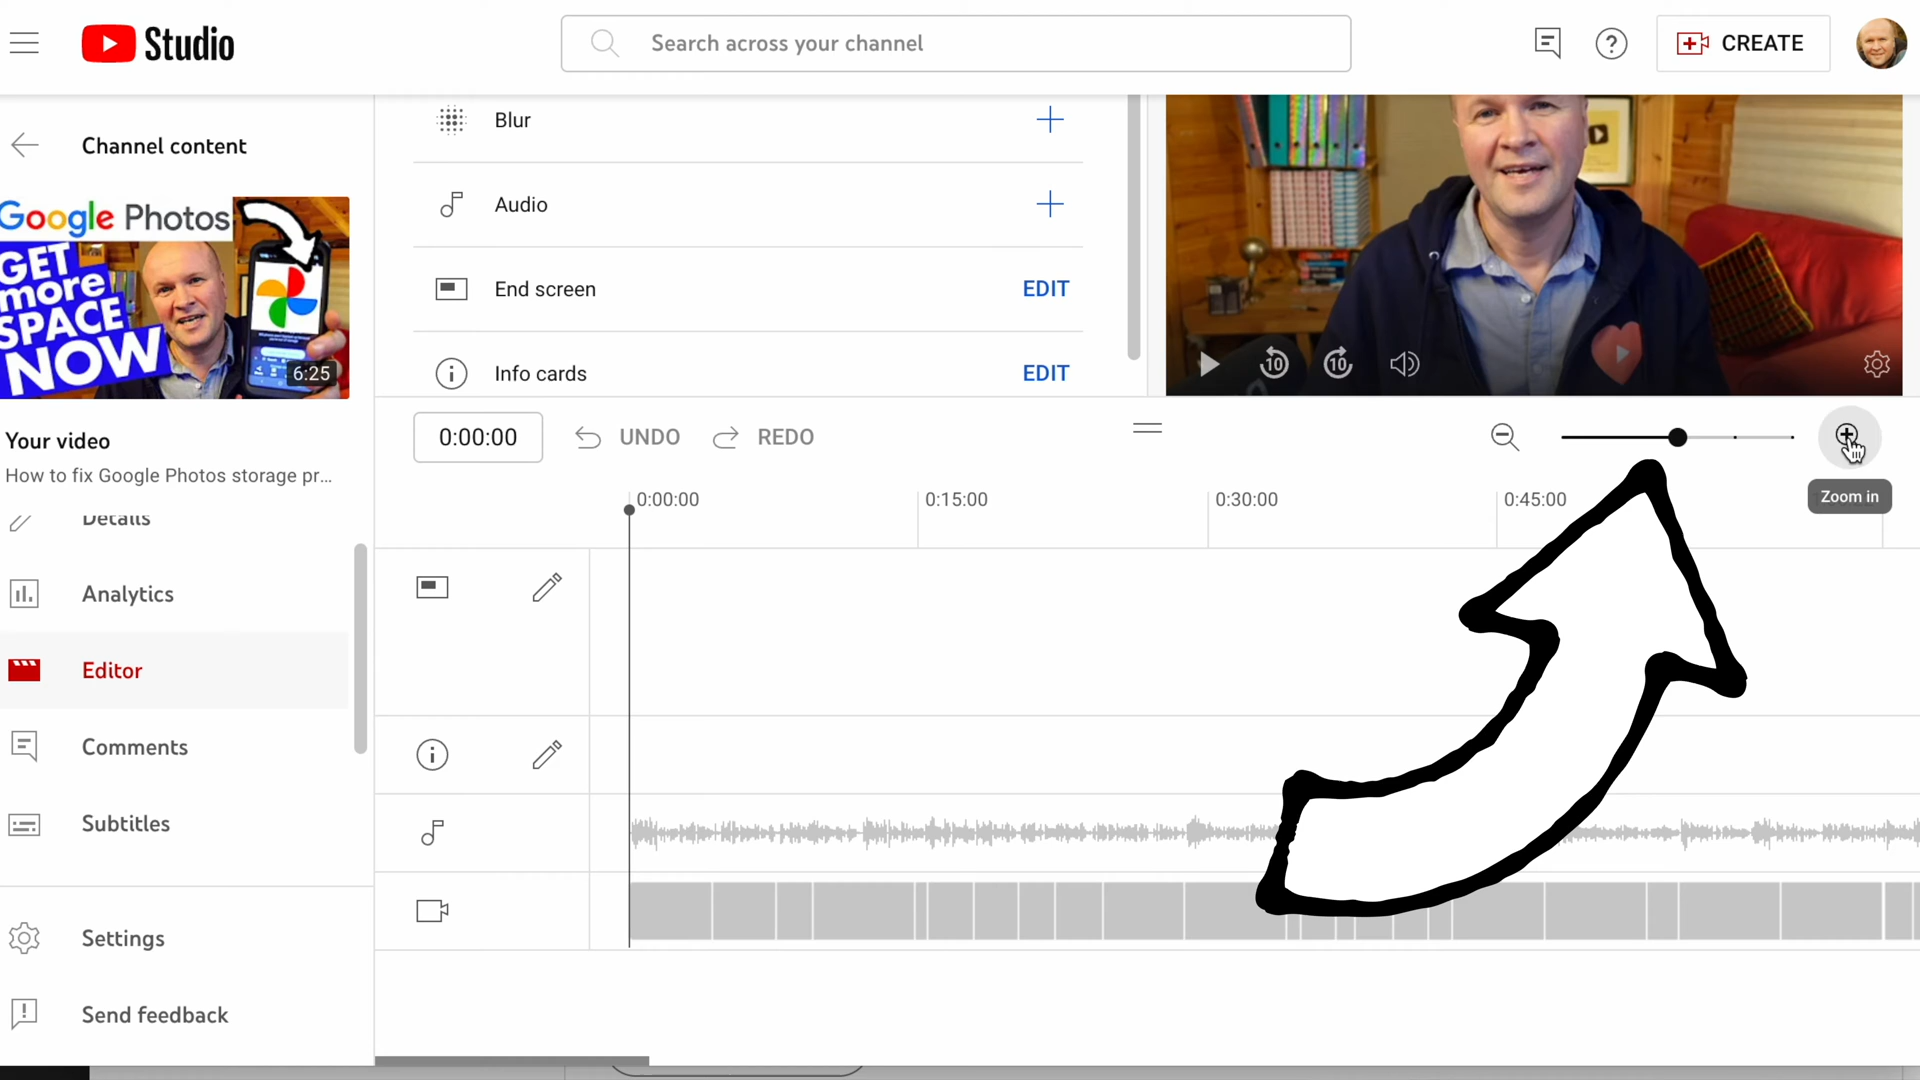 Studio
Search across your channel
CREATE
Channel content
Google Photos
GET
more
SPACE
NOW
6:25
Your video
How to fix Google Photos storage pr...
Details
Analytics
Editor
Comments
Subtitles
Settings
Send feedback
Blur
Audio
End screen
EDIT
Info cards
EDIT
10
10
0:00:00
UNDO
REDO
Zoom in
0:00:00
0:15:00
0:30:00
0:45:00